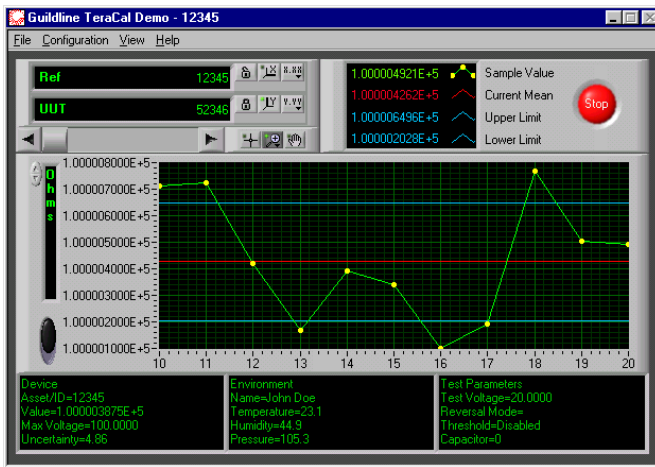 Guildline TeraCal Demo - 12345
File Configuration View Help
Ref 12345
UUT 52346
1.000004921E+5 Sample Value
1.000004262E+5 Current Mean
1.000006496E+5 Upper Limit
1.000002028E+5 Lower Limit
Stop
Ohms
1.000008000E+5
1.000007000E+5
1.000006000E+5
1.000005000E+5
1.000004000E+5
1.000003000E+5
1.000002000E+5
1.000001000E+5
10 11 12 13 14 15 16 17 18 19 20
Device
Asset/ID=12345
Value=1.000003875E+5
Max Voltage=100.0000
Uncertainty=4.86
Environment
Name=John Doe
Temperature=23.1
Humidity=44.9
Pressure=105.3
Test Parameters
Test Voltage=20.0000
Reversal Mode=
Threshold=Disabled
Capacitor=0